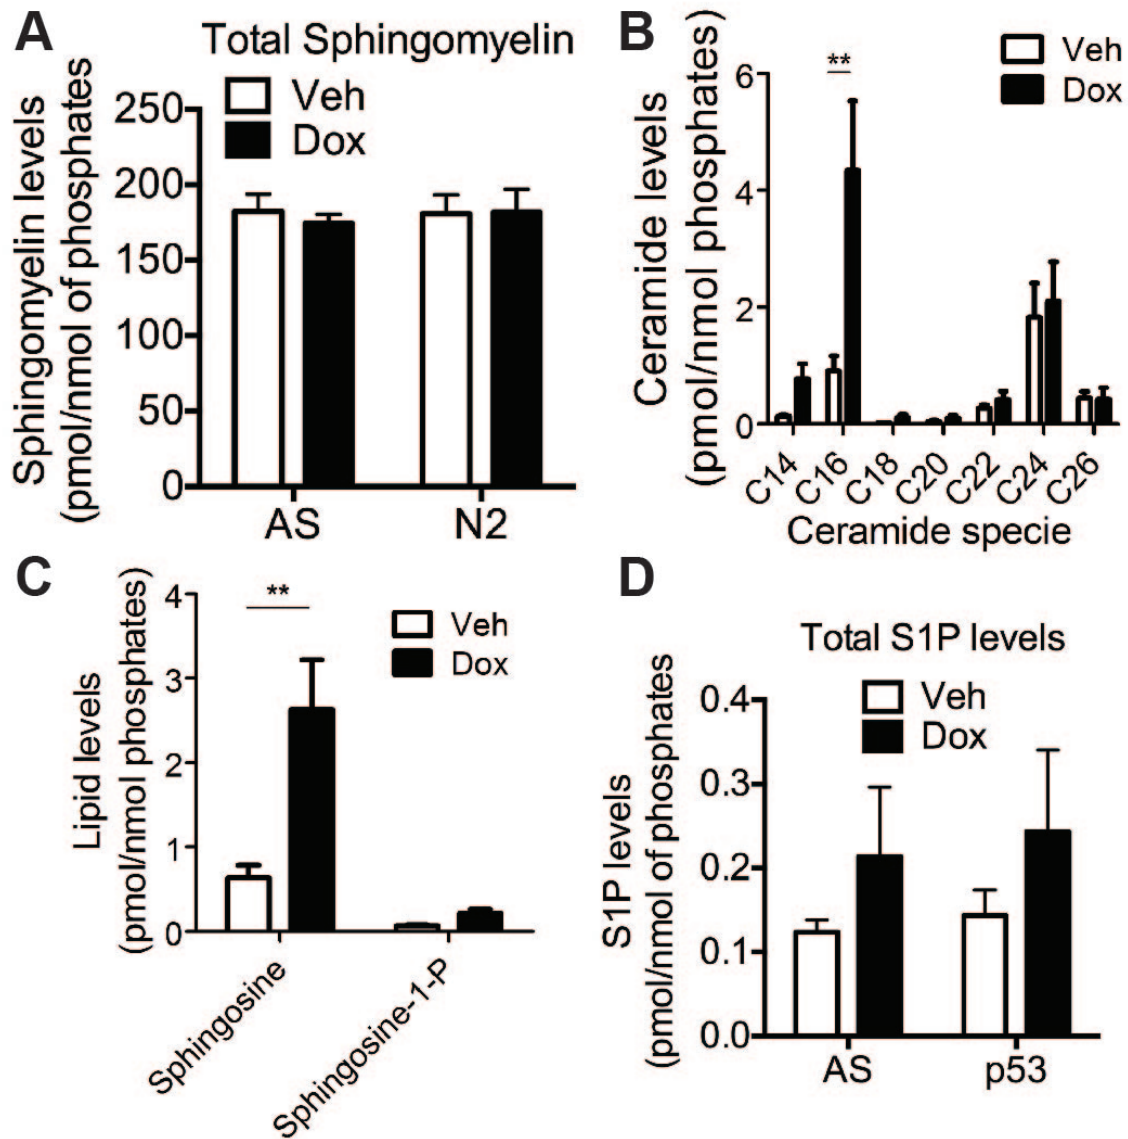 A
Total Sphingomyelin
Sphingomyelin levels
(pmol/nmol of phosphates
250
200
150
100
50
0
Veh
Dox
AS
N2
B
Ceramide levels
(pmol/nmol phosphates)
6
4
2
0
**
Veh
Dox
C14
C16
C18
C20
C22
C24
C26
Ceramide specie
C
Lipid levels
(pmol/nmol phosphates)
4
3
2
1
0
**
Veh
Dox
Sphingosine
Sphingosine-1-P
D
Total S1P levels
S1P levels
(pmol/nmol of phosphates
0.4
0.3
0.2
0.1
0.0
Veh
Dox
AS
p53